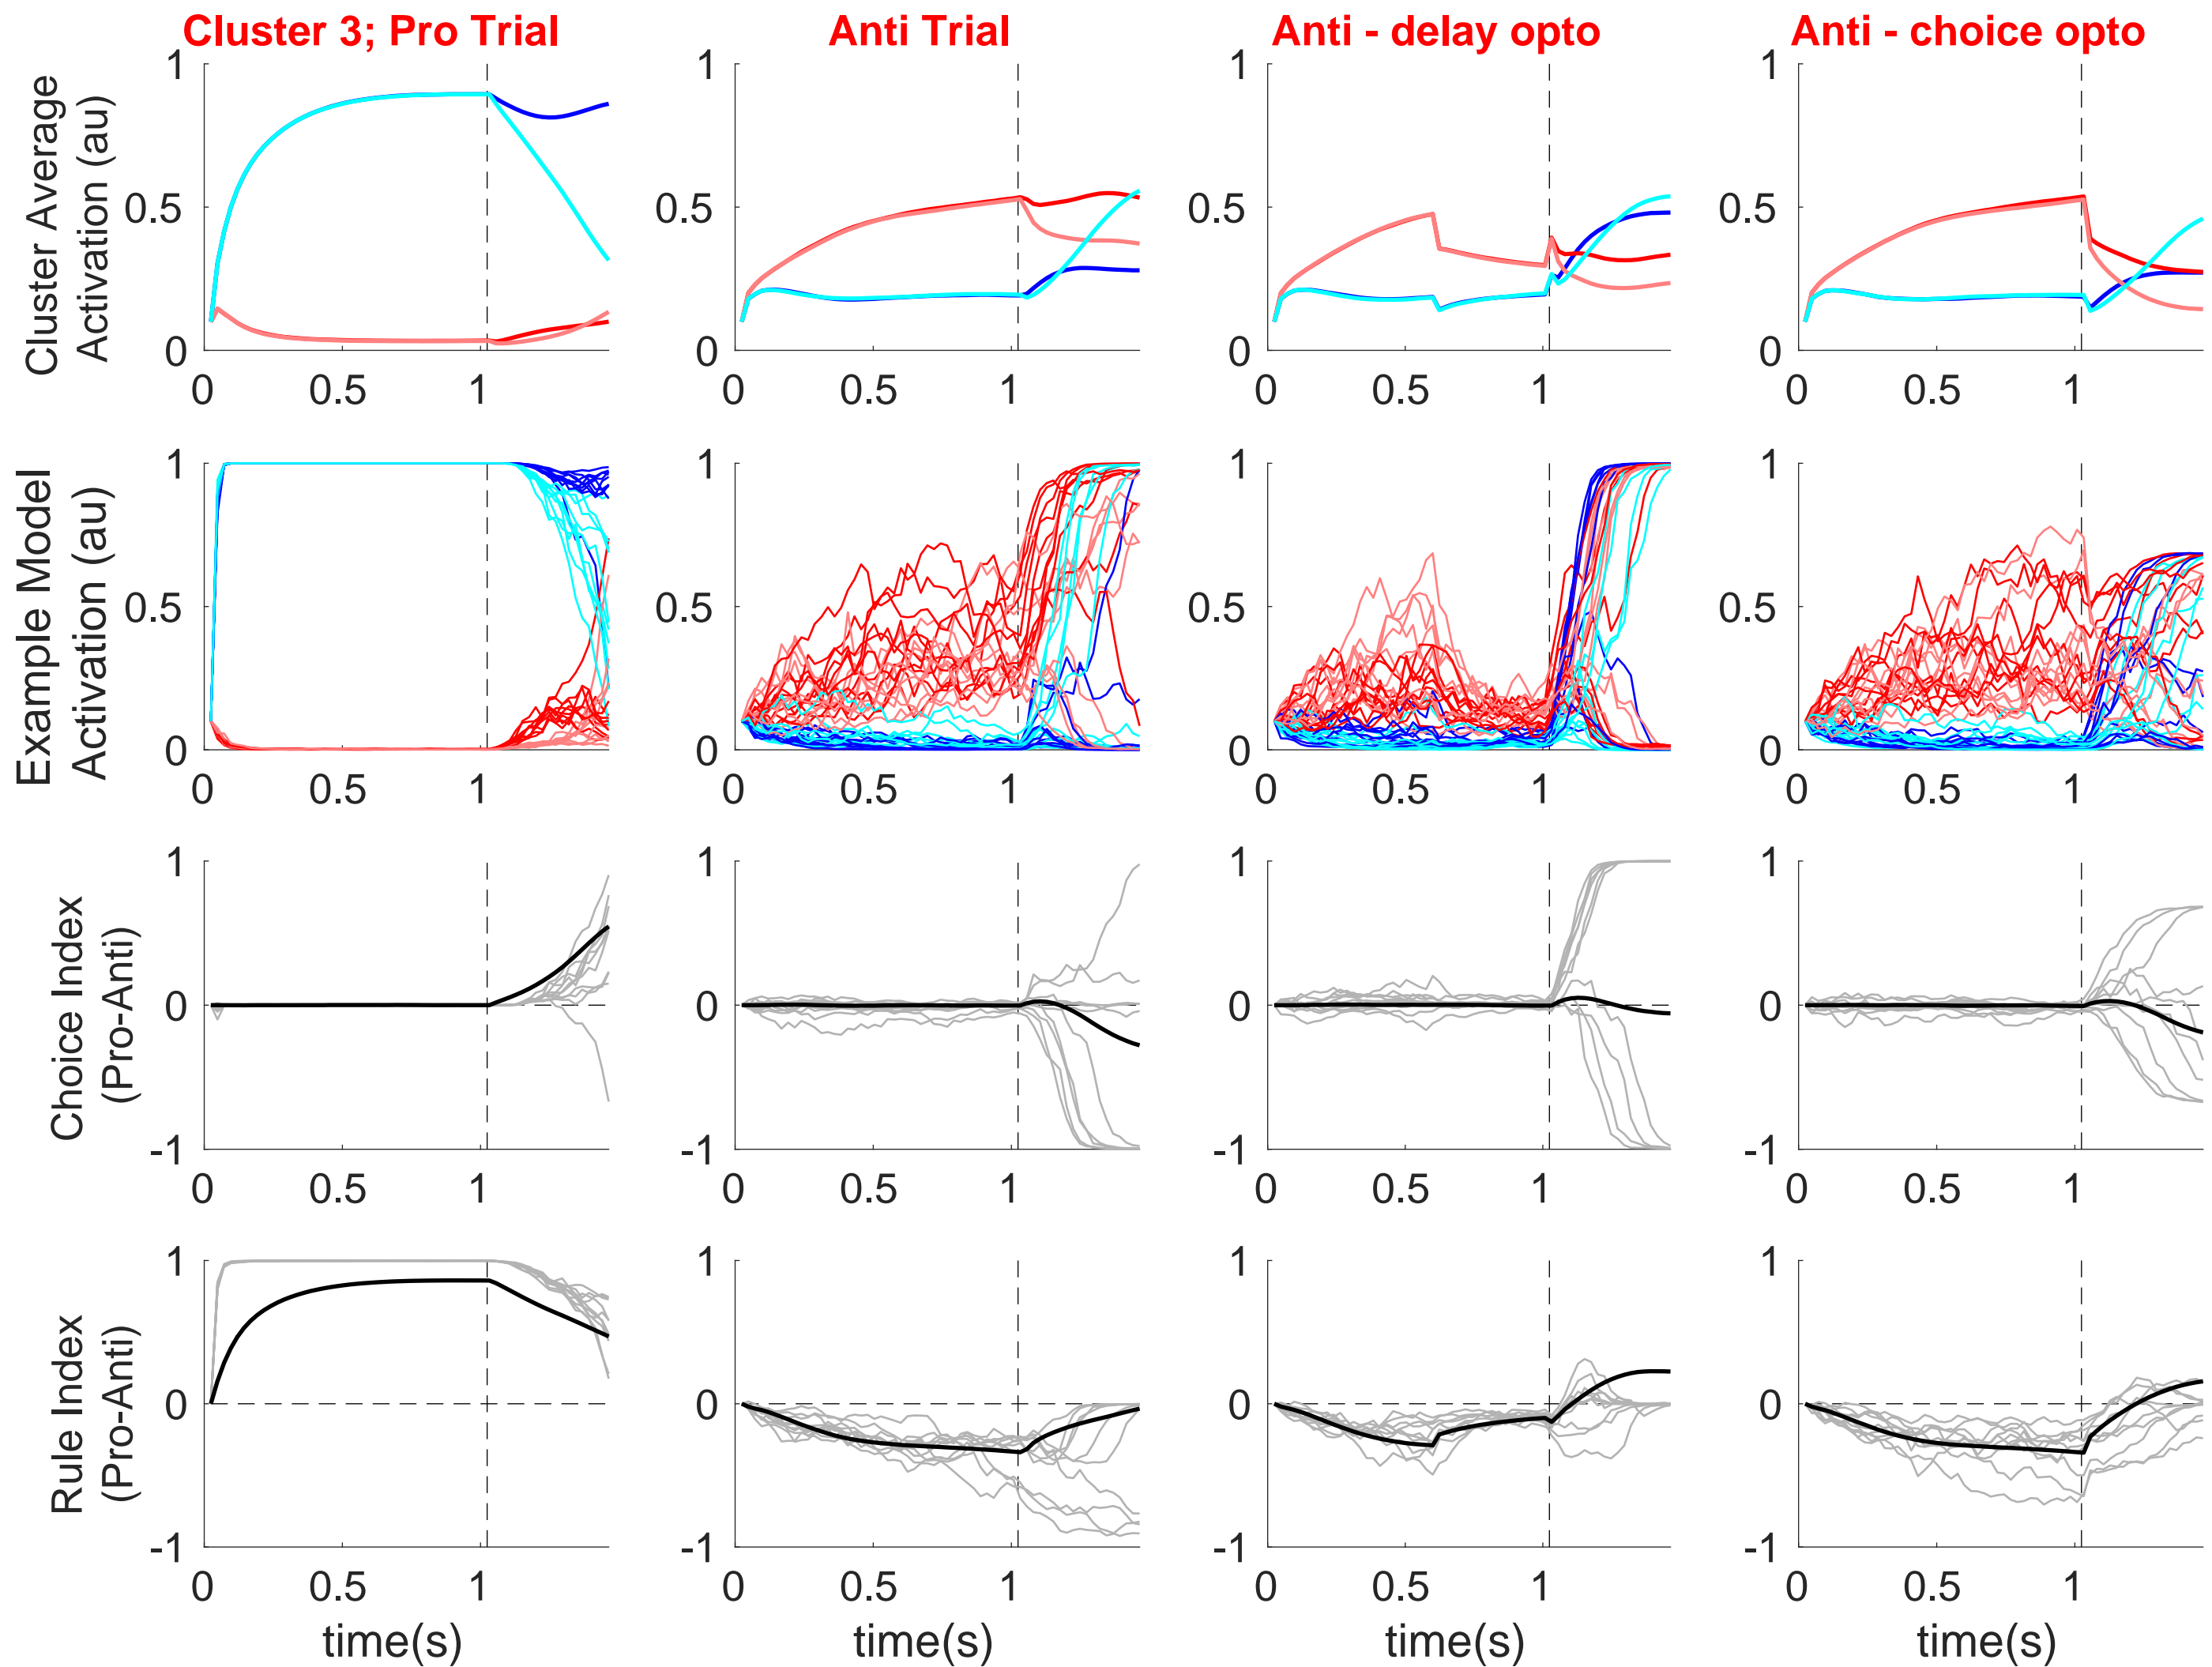 Cluster 3; Pro Trial
Anti Trial
Anti - delay opto
Anti - choice opto
Cluster Average
Activation (au)
1
0.5
0
0 0.5 1
1
0.5
0
0 0.5 1
1
0.5
0
0 0.5 1
1
0.5
0
0 0.5 1
Example Model
Activation (au)
1
0.5
0
0 0.5 1
1
0.5
0
0 0.5 1
1
0.5
0
0 0.5 1
1
0.5
0
0 0.5 1
Choice Index
(Pro-Anti)
1
0
-1
0 0.5 1
1
0
-1
0 0.5 1
1
0
-1
0 0.5 1
1
0
-1
0 0.5 1
Rule Index
(Pro-Anti)
1
0
-1
0 0.5 1
time(s)
1
0
-1
0 0.5 1
time(s)
1
0
-1
0 0.5 1
time(s)
1
0
-1
0 0.5 1
time(s)